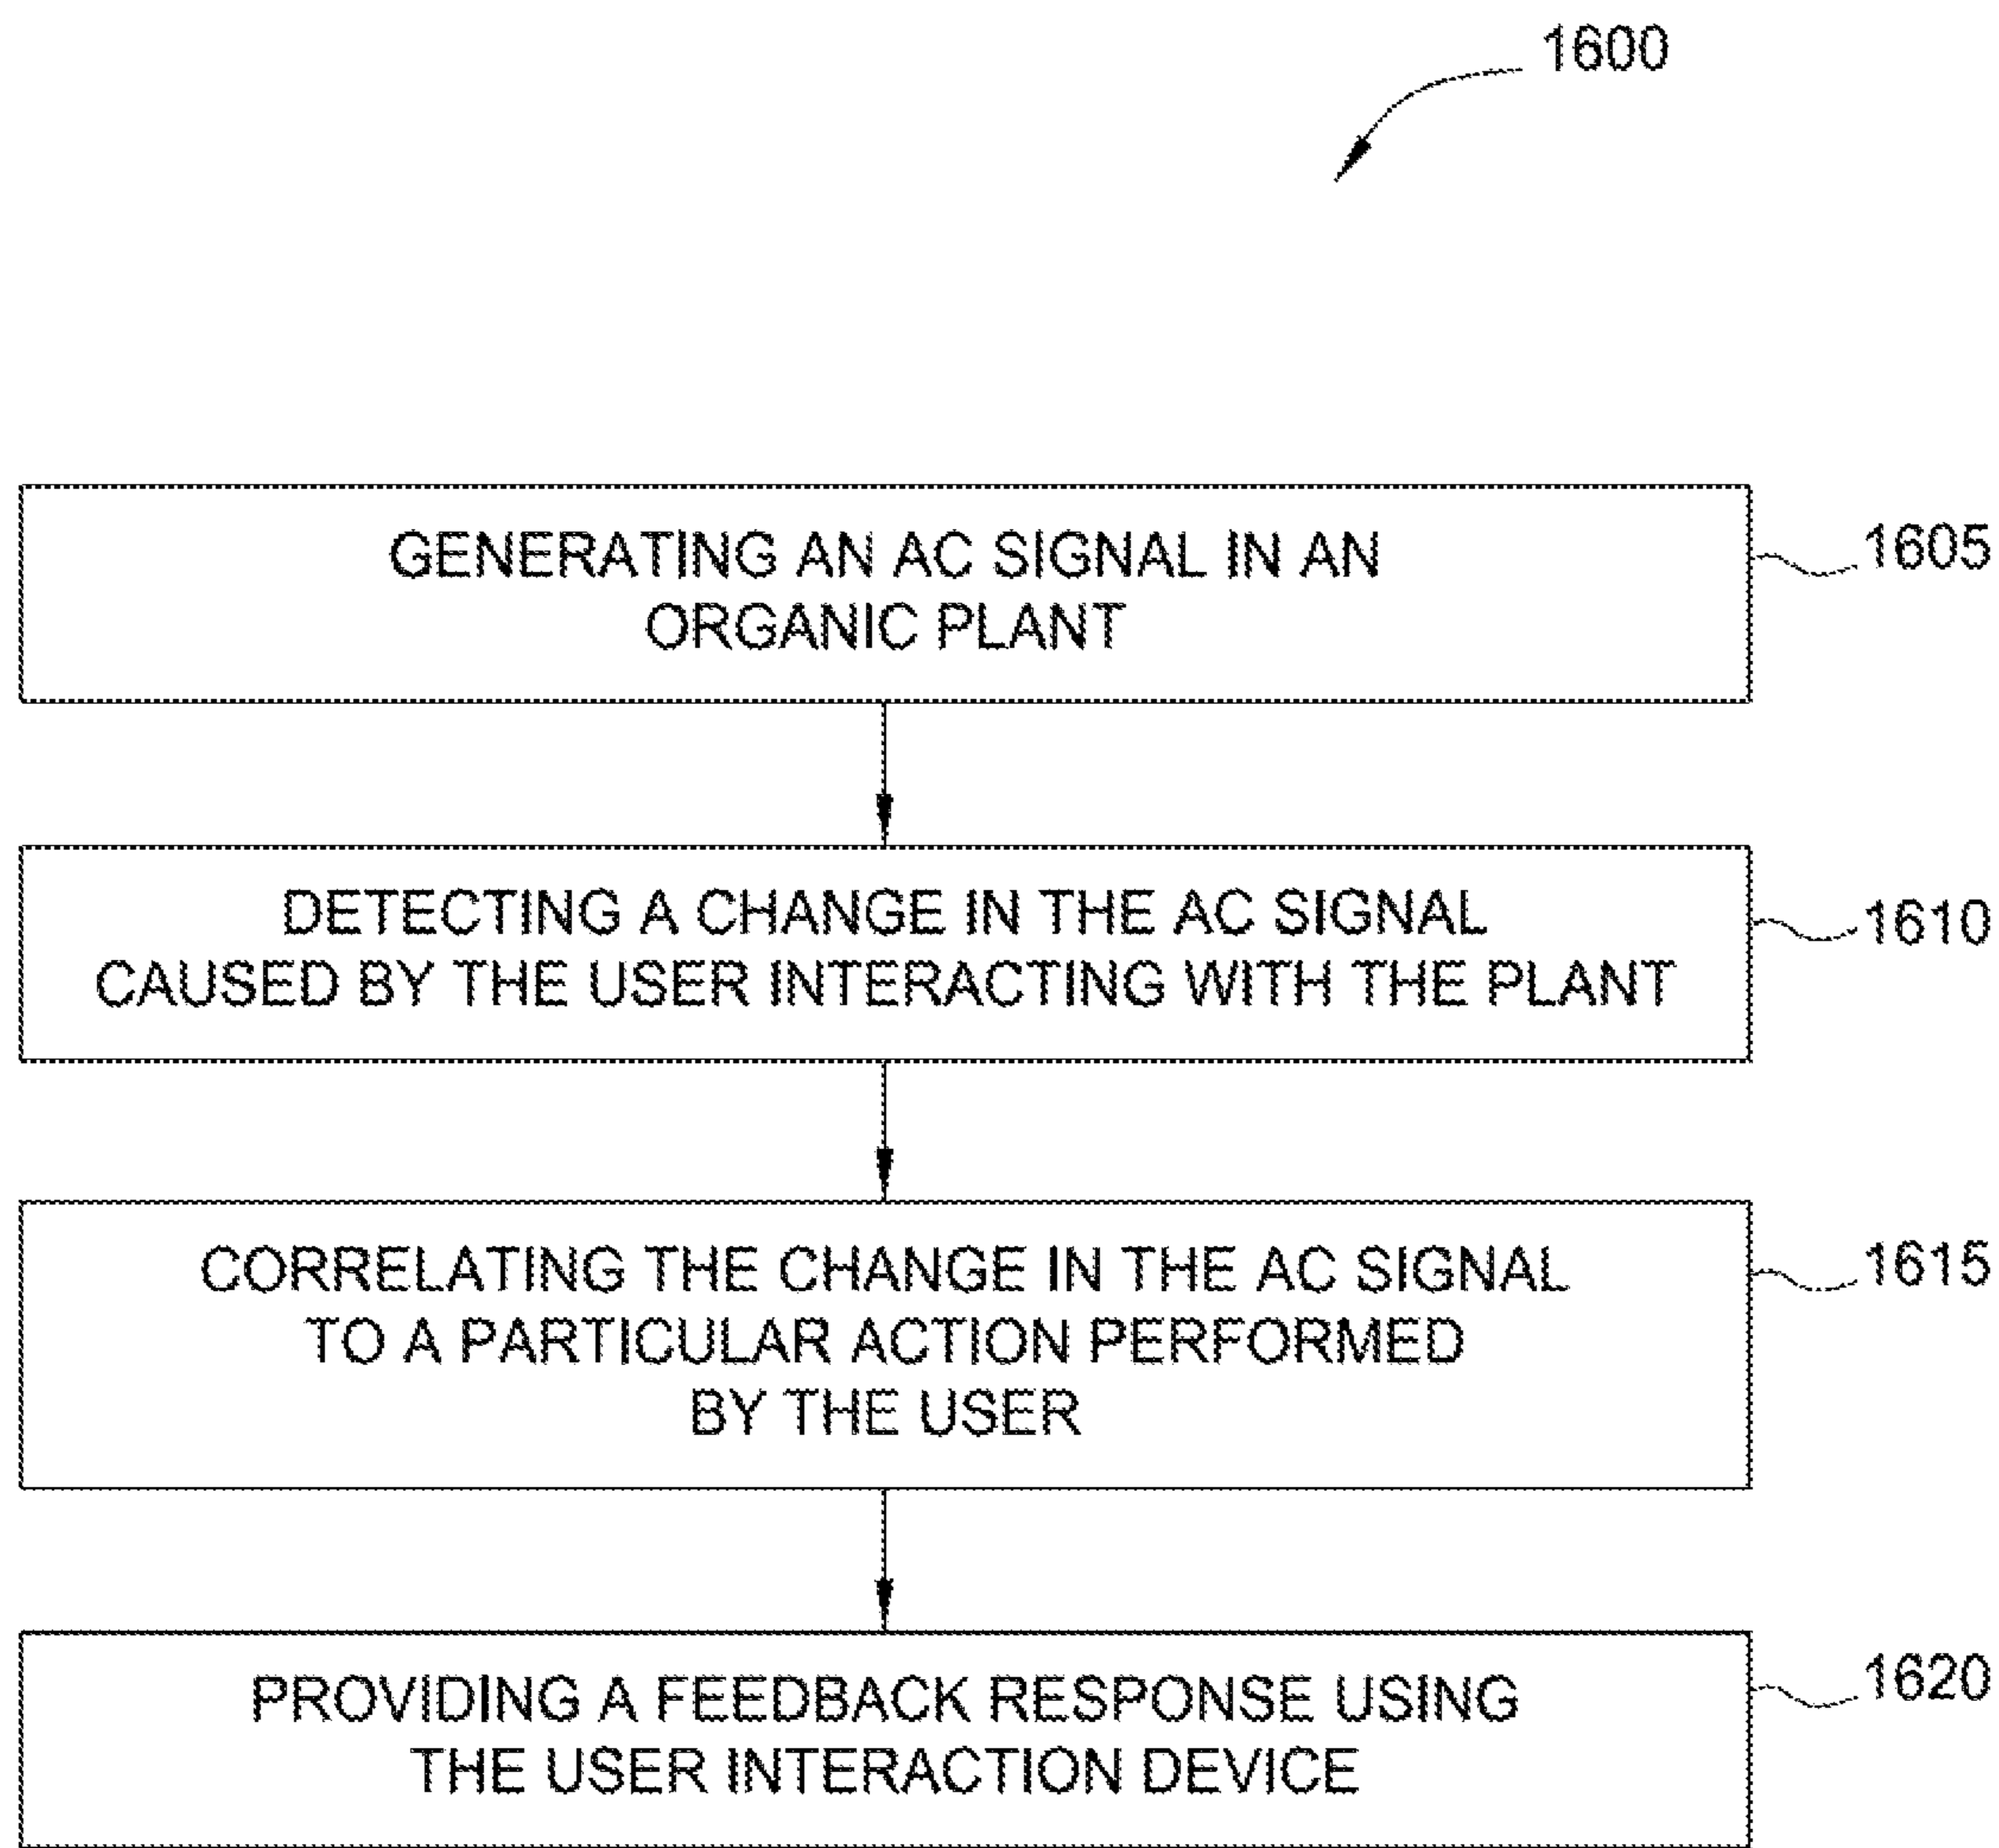 1600
GENERATING AN AC SIGNAL IN AN
ORGANIC PLANT
1605
DETECTING A CHANGE IN THE AC SIGNAL
CAUSED BY THE USER INTERACTING WITH THE PLANT
1610
CORRELATING THE CHANGE IN THE AC SIGNAL
TO A PARTICULAR ACTION PERFORMED
BY THE USER
1615
PROVIDING A FEEDBACK RESPONSE USING
THE USER INTERACTION DEVICE
1620